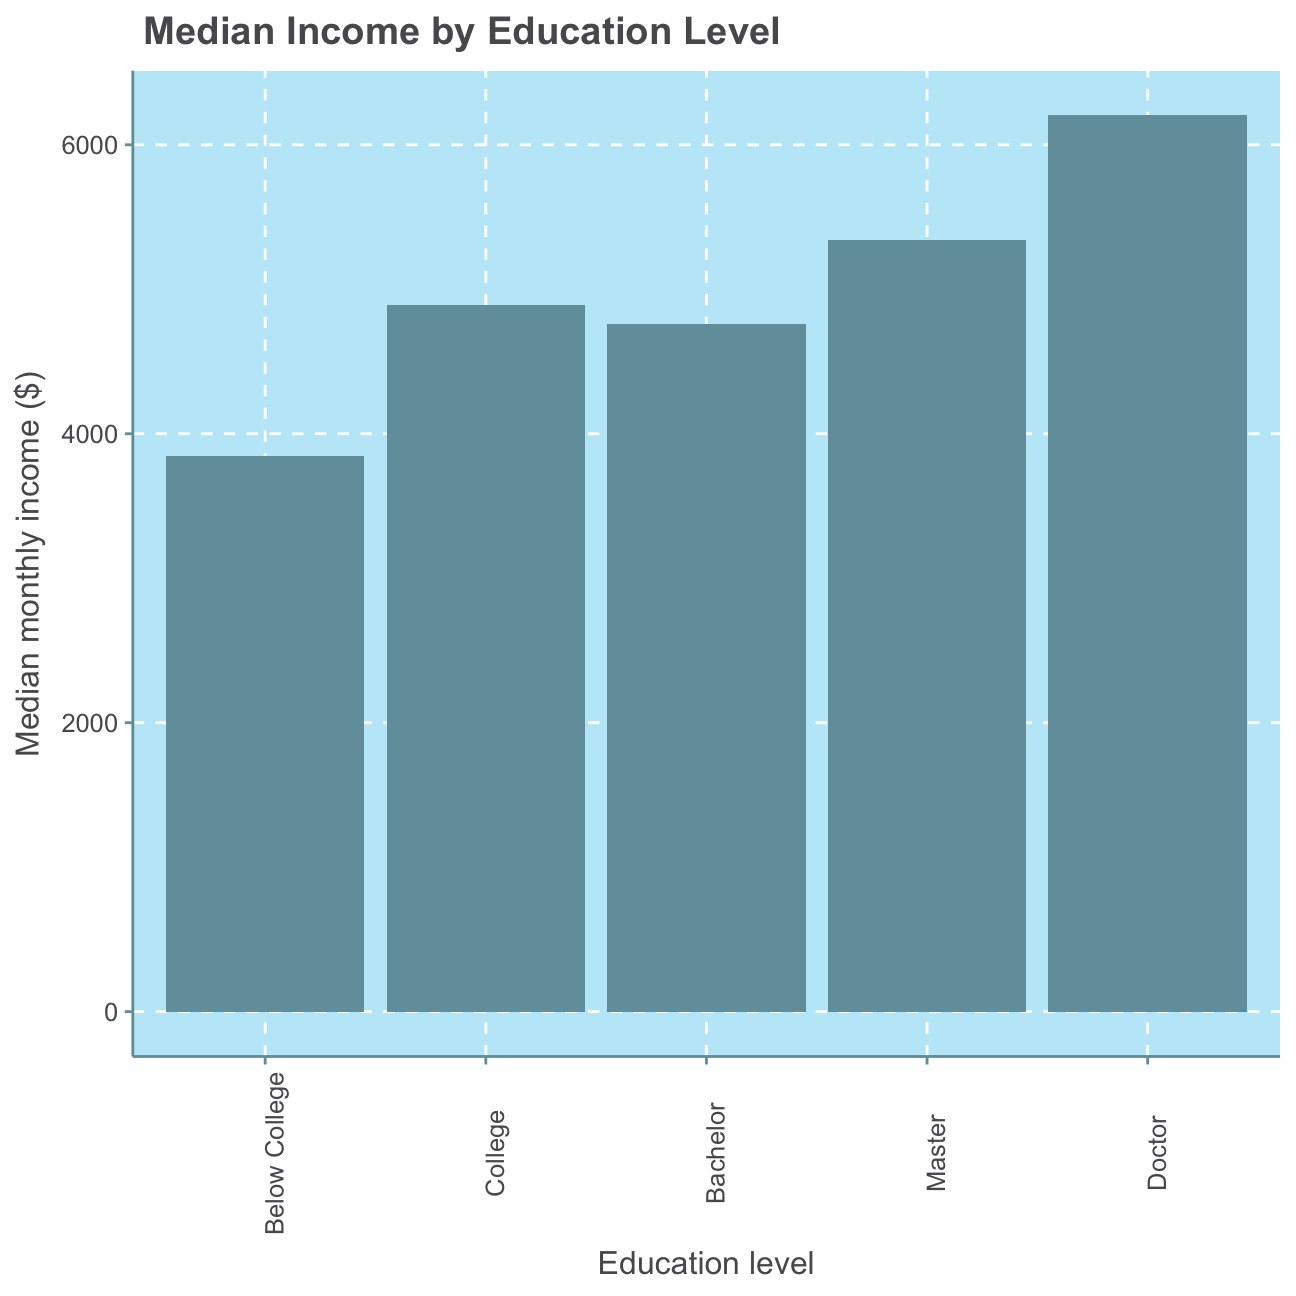 Median Income by Education Level
Median monthly income ($)
6000
4000
2000
0
Below College
College
Bachelor
Master
Doctor
Education level